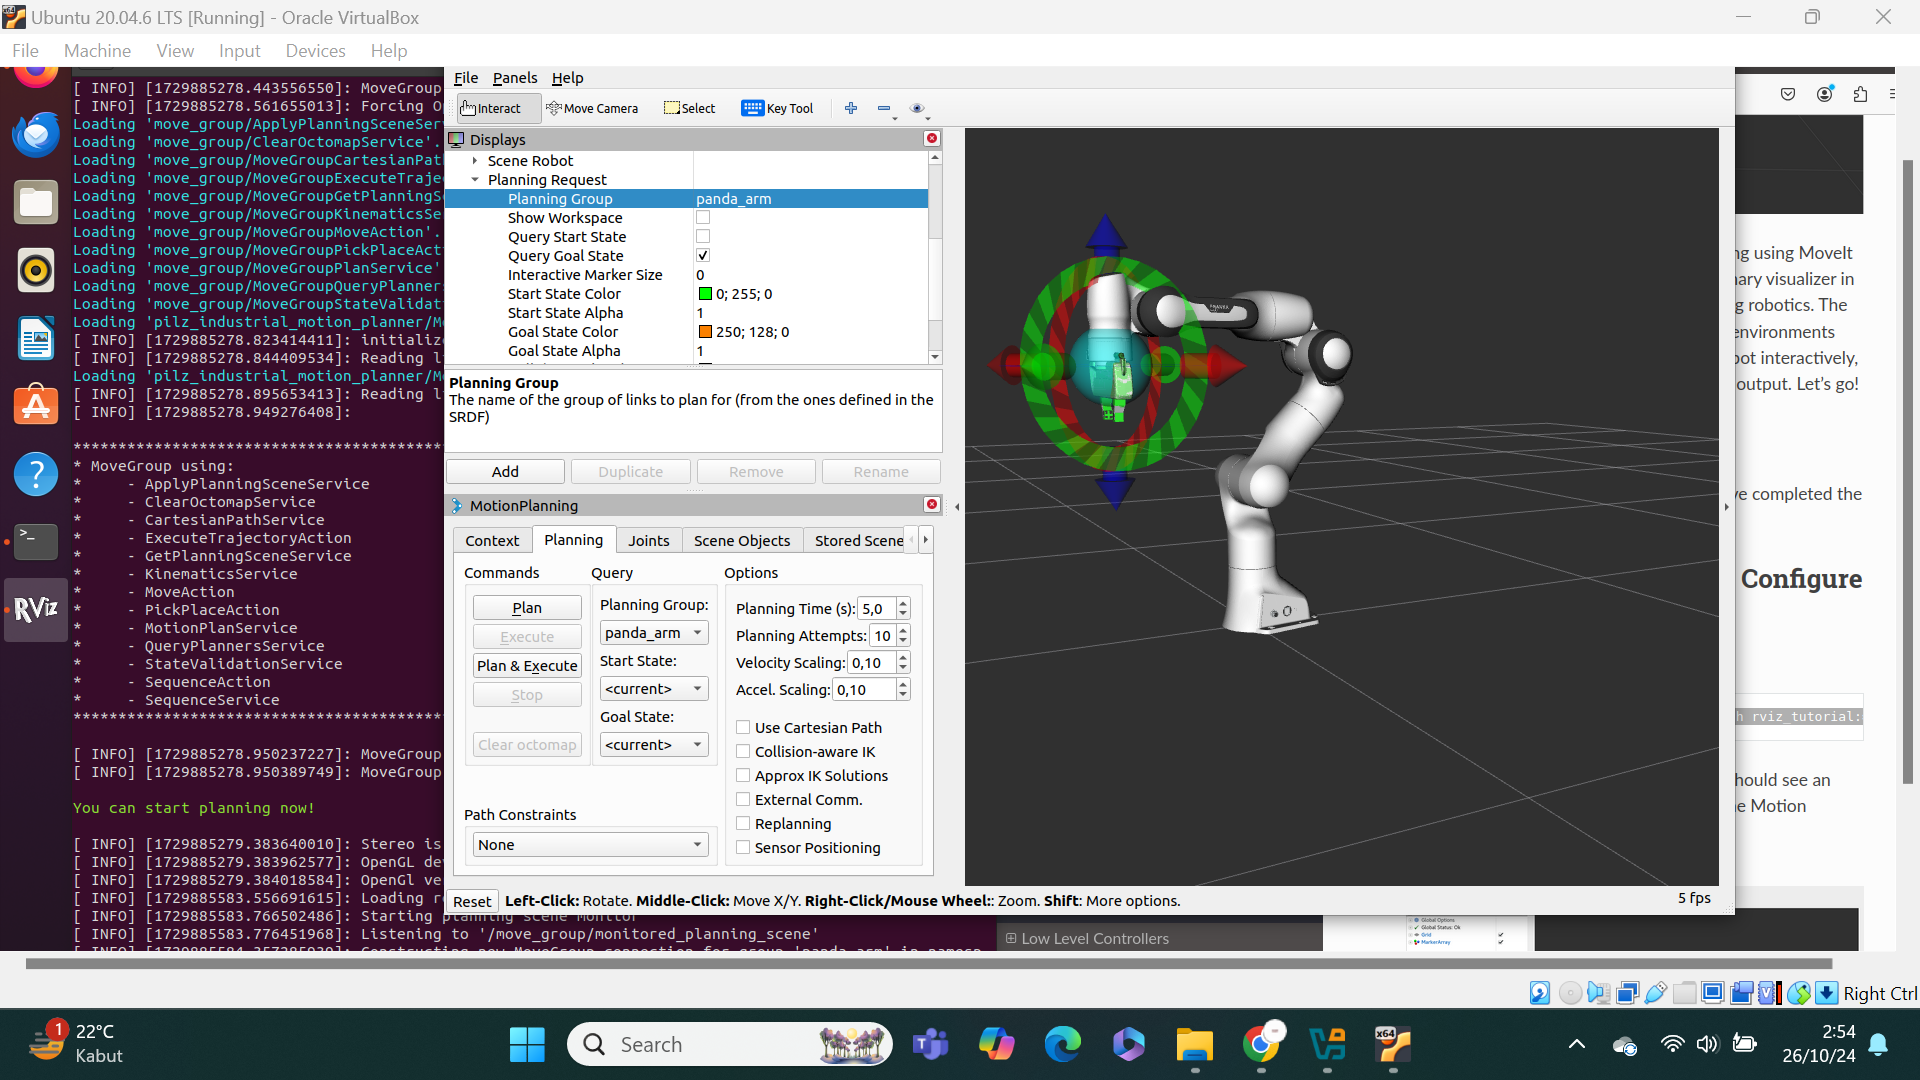 Ubuntu 20.04.6 LTS [Running] - Oracle VirtualBox
File Machine View Input Devices Help
[ INFO] [1729885278.443556550]: MoveGroup
[ INFO] [1729885278.561655013]: Forcing Op
Loading 'move_group/ApplyPlanningSceneSer
Loading 'move_group/ClearOctomapService'.
Loading 'move_group/MoveGroupCartesianPat
Loading 'move_group/MoveGroupExecuteTraje
Loading 'move_group/MoveGroupGetPlanningS
Loading 'move_group/MoveGroupKinematicsSe
Loading 'move_group/MoveGroupMoveAction'.
Loading 'move_group/MoveGroupPickPlaceAct
Loading 'move_group/MoveGroupPlanService'
Loading 'move_group/MoveGroupQueryPlanner
Loading 'move_group/MoveGroupStateValidat
Loading 'pilz_industrial_motion_planner/M
[ INFO] [1729885278.823414411]: initialize
[ INFO] [1729885278.844409534]: Reading l
Loading 'pilz_industrial_motion_planner/M
[ INFO] [1729885278.895653413]: Reading l
[ INFO] [1729885278.949276408]:
*****************************************
* MoveGroup using:
* - ApplyPlanningSceneService
* - ClearOctomapService
* - CartesianPathService
* - ExecuteTrajectoryAction
* - GetPlanningSceneService
* - KinematicsService
* - MoveAction
* - PickPlaceAction
* - MotionPlanService
* - QueryPlannersService
* - StateValidationService
* - SequenceAction
* - SequenceService
*****************************************
[ INFO] [1729885278.950237227]: MoveGroup
[ INFO] [1729885278.950389749]: MoveGroup
You can start planning now!
[ INFO] [1729885279.383640010]: Stereo is
[ INFO] [1729885279.383962577]: OpenGL de
[ INFO] [1729885279.384018584]: OpenGl ve
[ INFO] [1729885583.556691615]: Loading r
[ INFO] [1729885583.766502486]: Starting planning scene monitor
[ INFO] [1729885583.776451968]: Listening to '/move_group/monitored_planning_scene'
RViz
File Panels Help
Interact Move Camera Select Key Tool
Displays
Scene Robot
Planning Request
Planning Group panda_arm
Show Workspace
Query Start State
Query Goal State
Interactive Marker Size 0
Start State Color 0; 255; 0
Start State Alpha 1
Goal State Color 250; 128; 0
Goal State Alpha 1
Planning Group
The name of the group of links to plan for (from the ones defined in the
SRDF)
Add Duplicate Remove Rename
MotionPlanning
Context Planning Joints Scene Objects Stored Scene
Commands
Plan
Execute
Plan & Execute
Stop
Clear octomap
Query
Planning Group:
panda_arm
Start State:
<current>
Goal State:
<current>
Options
Planning Time (s): 5,0
Planning Attempts: 10
Velocity Scaling: 0,10
Accel. Scaling: 0,10
Use Cartesian Path
Collision-aware IK
Approx IK Solutions
External Comm.
Replanning
Sensor Positioning
Path Constraints
None
Reset Left-Click: Rotate. Middle-Click: Move X/Y. Right-Click/Mouse Wheel:: Zoom. Shift: More options.
5 fps
ng using MoveIt
nary visualizer in
g robotics. The
environments
bot interactively,
output. Let's go!
ve completed the
Configure
h rviz_tutorial:
hould see an
e Motion
Low Level Controllers
Global Options
Global Status: Ok
Grid
MarkerArray
Right Ctrl
1
22°C
Kabut
Search
x64
2:54
26/10/24